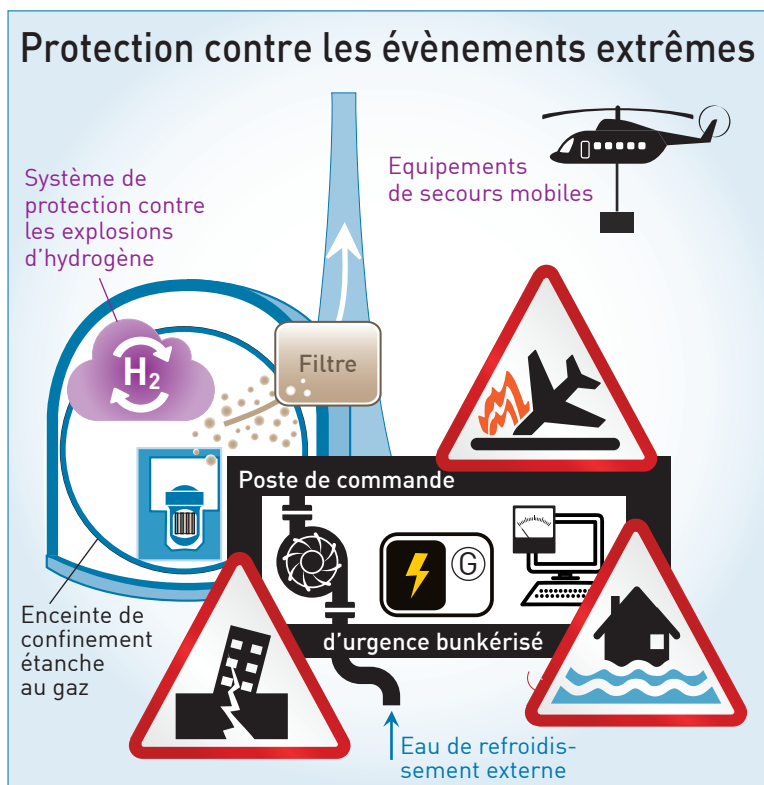 Protection contre les évènements extrêmes
Système de
protection contre
les explosions
d'hydrogène
Equipements
de secours mobiles
H₂
Filtre
Poste de commande
G
d'urgence bunkérisé
Enceinte de
confinement
étanche
au gaz
Eau de refroidis-
sement externe